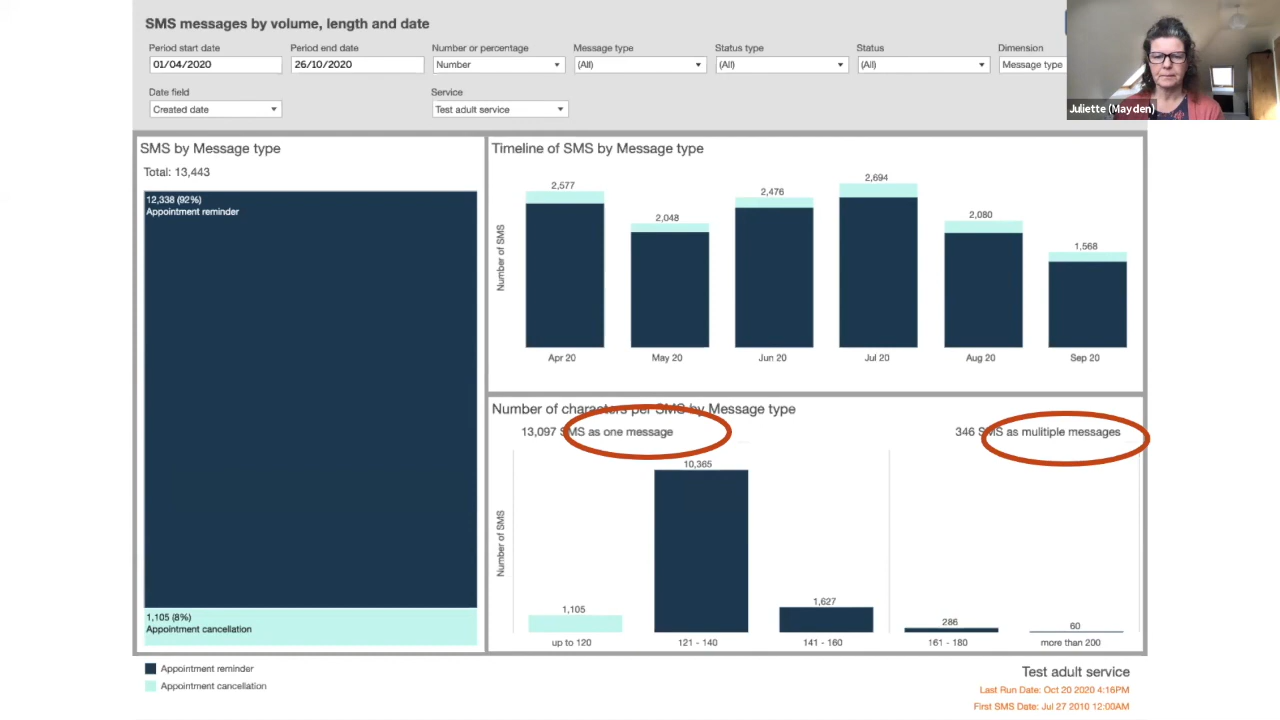 SMS messages by volume, length and date
Period start date
Period end date
Number or percentage
Message type
Status type
Status
Dimension
01/04/2020
26/10/2020
Number
(All)
(All)
(All)
Message type
Date field
Service
Created date
Test adult service
Juliette (Mayden)
SMS by Message type
Total: 13,443
12,338 (92%)
Appointment reminder
1,105 (8%)
Appointment cancellation
Timeline of SMS by Message type
Number of SMS
2,577
2,048
2,476
2,694
2,080
1,568
Apr 20
May 20
Jun 20
Jul 20
Aug 20
Sep 20
Number of characters per SMS by Message type
13,097 SMS as one message
346 SMS as mulitiple messages
Number of SMS
1,105
10,365
1,627
286
60
up to 120
121 - 140
141 - 160
161 - 180
more than 200
Appointment reminder
Appointment cancellation
Test adult service
Last Run Date: Oct 20 2020 4:16PM
First SMS Date: Jul 27 2010 12:00AM